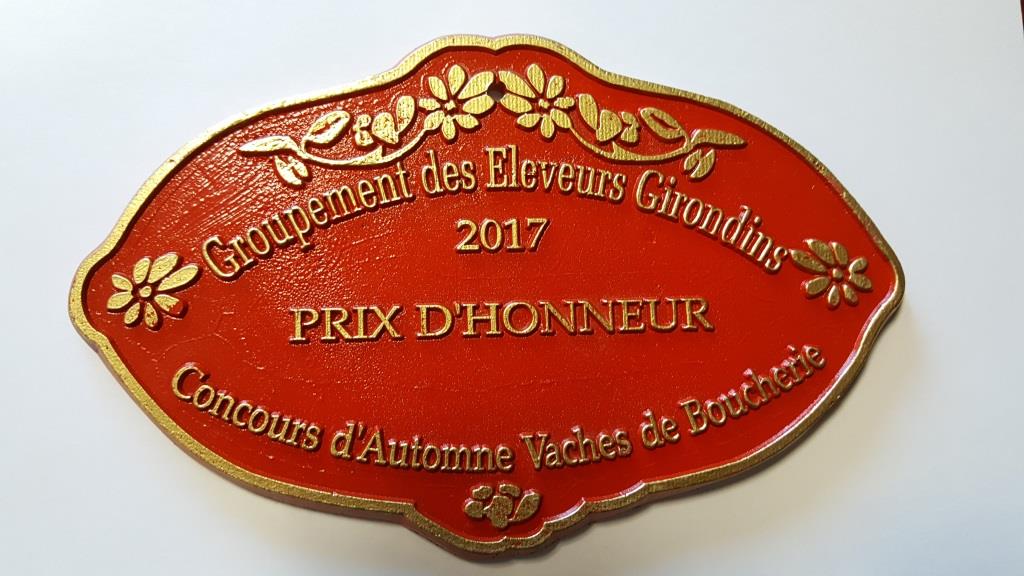 Groupement des Eleveurs Girondins
2017
PRIX D'HONNEUR
Concours d'Automne Vaches de Boucherie